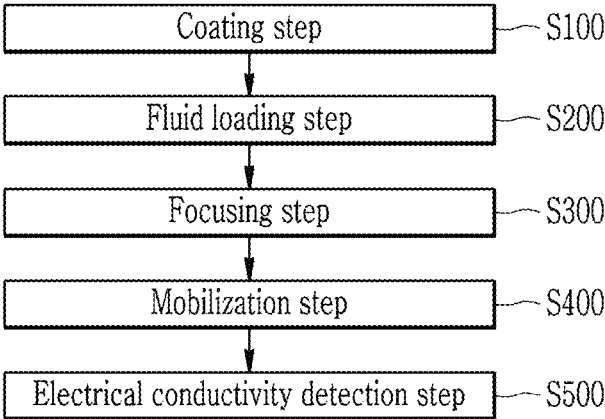 Coating step S100
Fluid loading step S200
Focusing step S300
Mobilization step S400
Electrical conductivity detection step S500